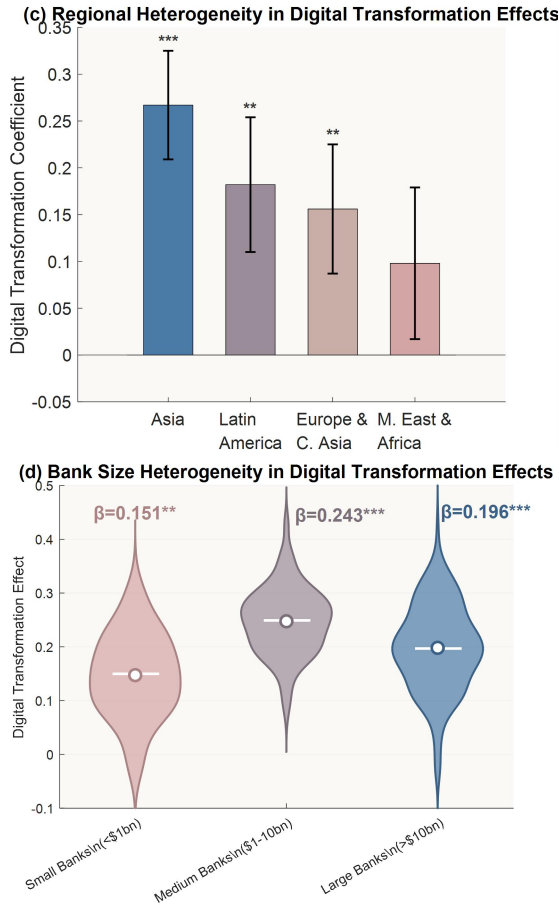 (c) Regional Heterogeneity in Digital Transformation Effects
0.35
0.3
0.25
0.2
0.15
0.1
0.05
0
-0.05
Digital Transformation Coefficient
***
**
**
Asia
Latin
America
Europe &
C. Asia
M. East &
Africa
(d) Bank Size Heterogeneity in Digital Transformation Effects
0.5
0.4
0.3
0.2
0.1
0
-0.1
Digital Transformation Effect
β=0.151**
β=0.243***
β=0.196***
Small Banks\n(<$1bn)
Medium Banks\n($1-10bn)
Large Banks\n(>$10bn)